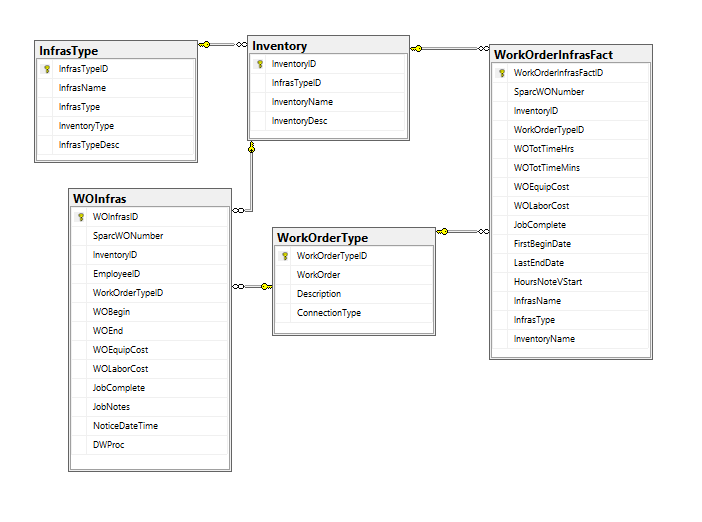 InfrasType
InfrasTypeID
InfrasName
InfrasType
InventoryType
InfrasTypeDesc
Inventory
InventoryID
InfrasTypeID
InventoryName
InventoryDesc
WorkOrderInfrasFact
WorkOrderInfrasFactID
SparcWONumber
InventoryID
WorkOrderTypeID
WOTotTimeHrs
WOTotTimeMins
WOEquipCost
WOLaborCost
JobComplete
FirstBeginDate
LastEndDate
HoursNoteVStart
InfrasName
InfrasType
InventoryName
WOInfras
WOInfrasID
SparcWONumber
InventoryID
EmployeeID
WorkOrderTypeID
WOBegin
WOEnd
WOEquipCost
WOLaborCost
JobComplete
JobNotes
NoticeDateTime
DWProc
WorkOrderType
WorkOrderTypeID
WorkOrder
Description
ConnectionType